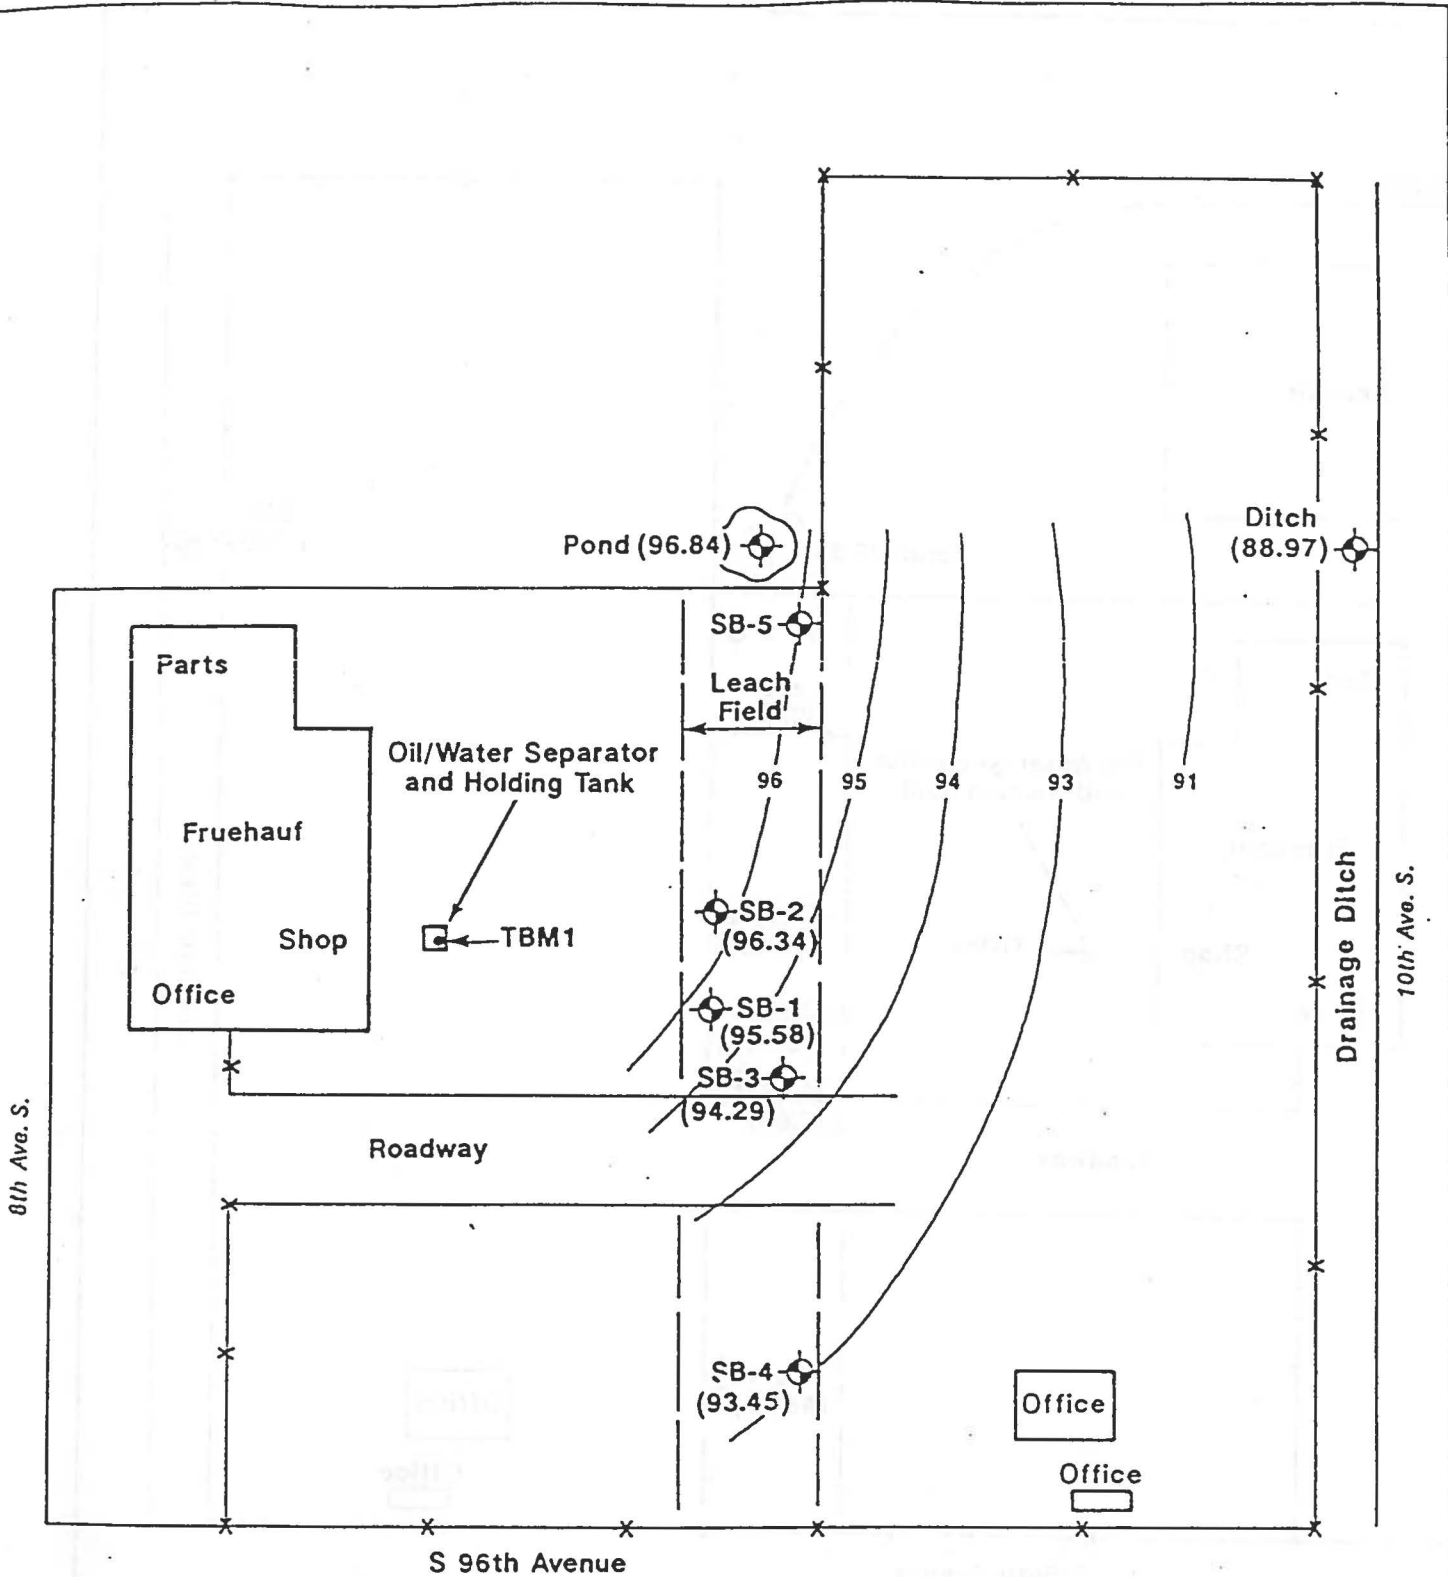 Ditch
(88.97)
Pond (96.84)
SB-5
Parts
Leach
Field
Oil/Water Separator
and Holding Tank
96
95
94
93
91
Fruehauf
SB-2
(96.34)
Shop
TBM1
Office
SB-1
(95.58)
SB-3
(94.29)
Roadway
Drainage Ditch
10th Ave. S.
8th Ave. S.
SB-4
(93.45)
Office
Office
S 96th Avenue